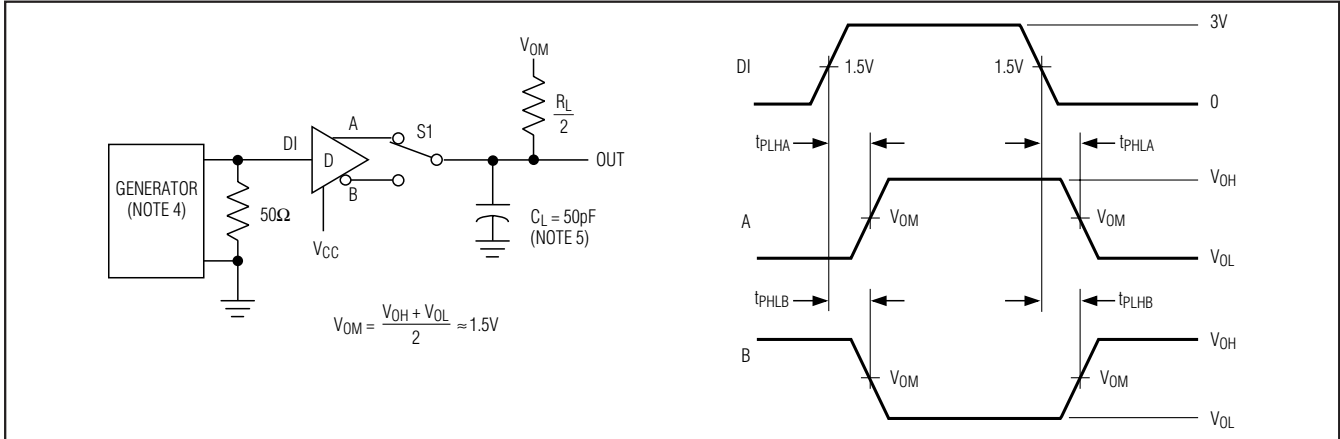 GENERATOR
(NOTE 4)
50Ω
DI
D
A
B
VCC
S1
VOM
RL
2
OUT
CL = 50pF
(NOTE 5)
VOM = VOH + VOL
2
≈ 1.5V
DI
1.5V
1.5V
3V
0
tPLHA
tPHLA
A
VOM
VOM
VOH
VOL
tPHLB
tPLHB
B
VOM
VOM
VOH
VOL